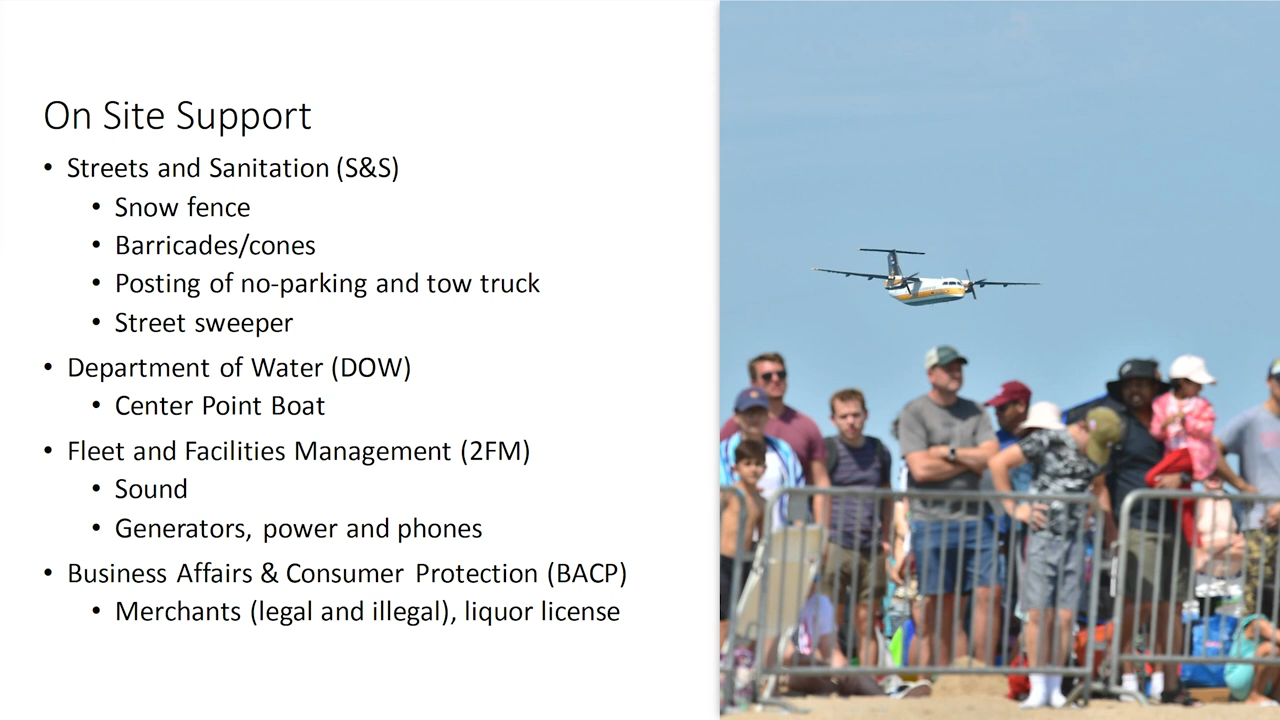 On Site Support
• Streets and Sanitation (S&S)
• Snow fence
• Barricades/cones
• Posting of no-parking and tow truck
• Street sweeper
• Department of Water (DOW)
• Center Point Boat
• Fleet and Facilities Management (2FM)
• Sound
• Generators, power and phones
• Business Affairs & Consumer Protection (BACP)
• Merchants (legal and illegal), liquor license